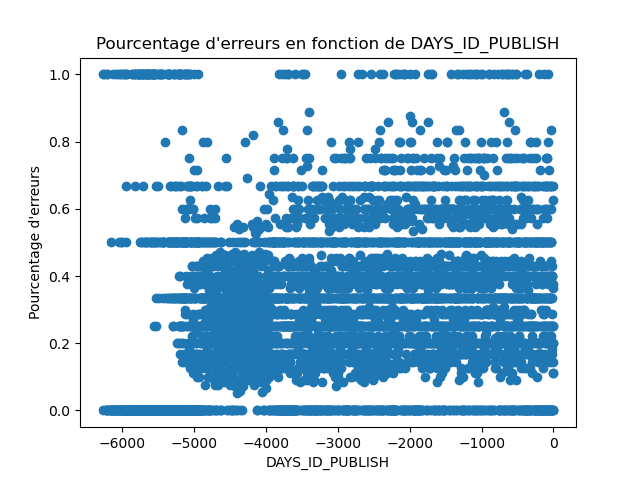 Pourcentage d'erreurs en fonction de DAYS_ID_PUBLISH
1.0
0.8
0.6
0.4
0.2
0.0
Pourcentage d'erreurs
−6000 −5000 −4000 −3000 −2000 −1000 0
DAYS_ID_PUBLISH